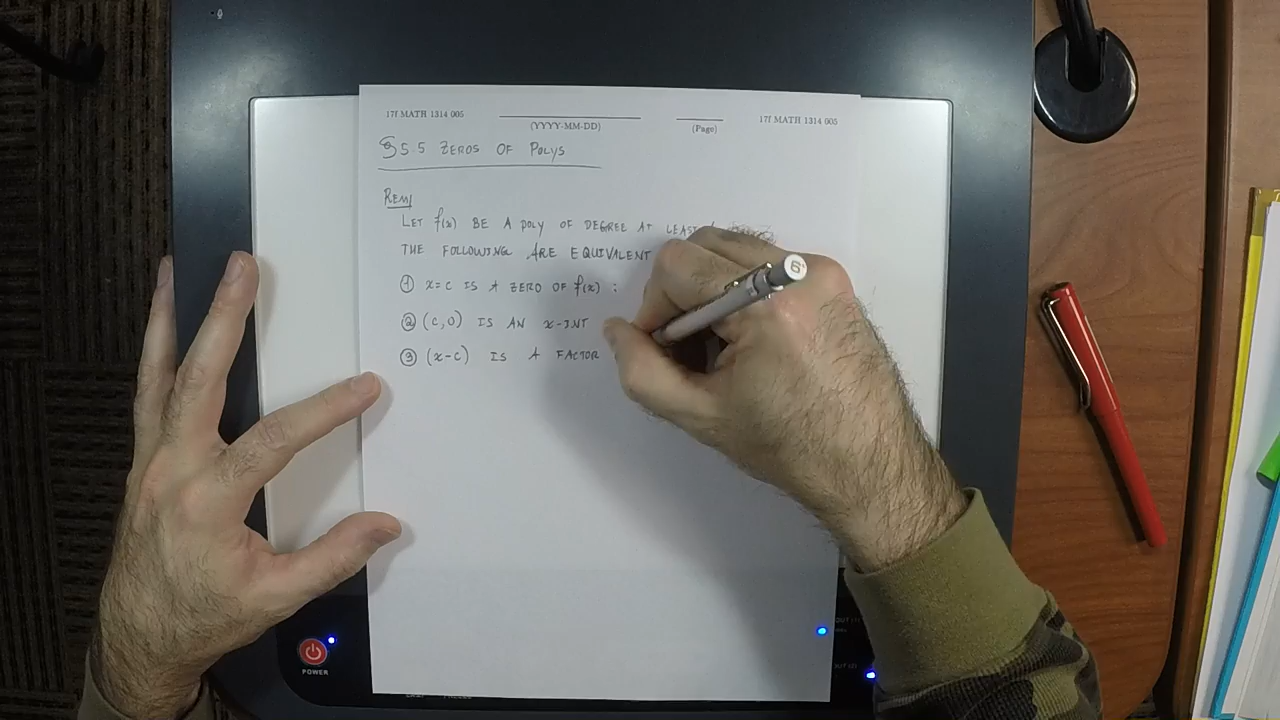 17f MATH 1314 005 (YYYY-MM-DD) (Page) 17f MATH 1314 005
§5.5 ZEROS OF POLYS
REM
LET f(x) BE A POLY OF DEGREE AT LEAST
THE FOLLOWING ARE EQUIVALENT
① x=c IS A ZERO OF f(x) :
② (c,0) IS AN x-INT
③ (x-c) IS A FACTOR
POWER